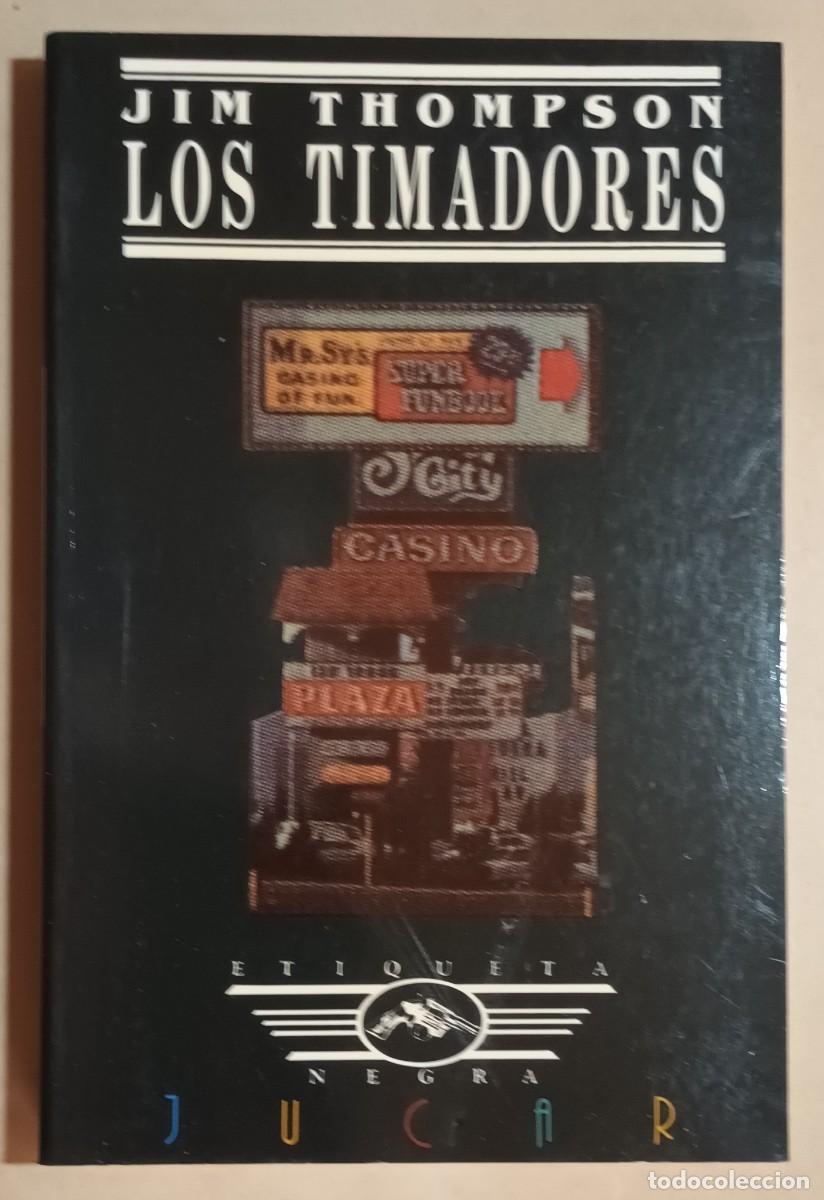 JIM THOMPSON
LOS TIMADORES
MR. SY'S
CASINO
OF FUN
SUPER
FUNBOOK
City
CASINO
PLAZA
ETIQUETA
NEGRA
JUCAR
todocoleccion